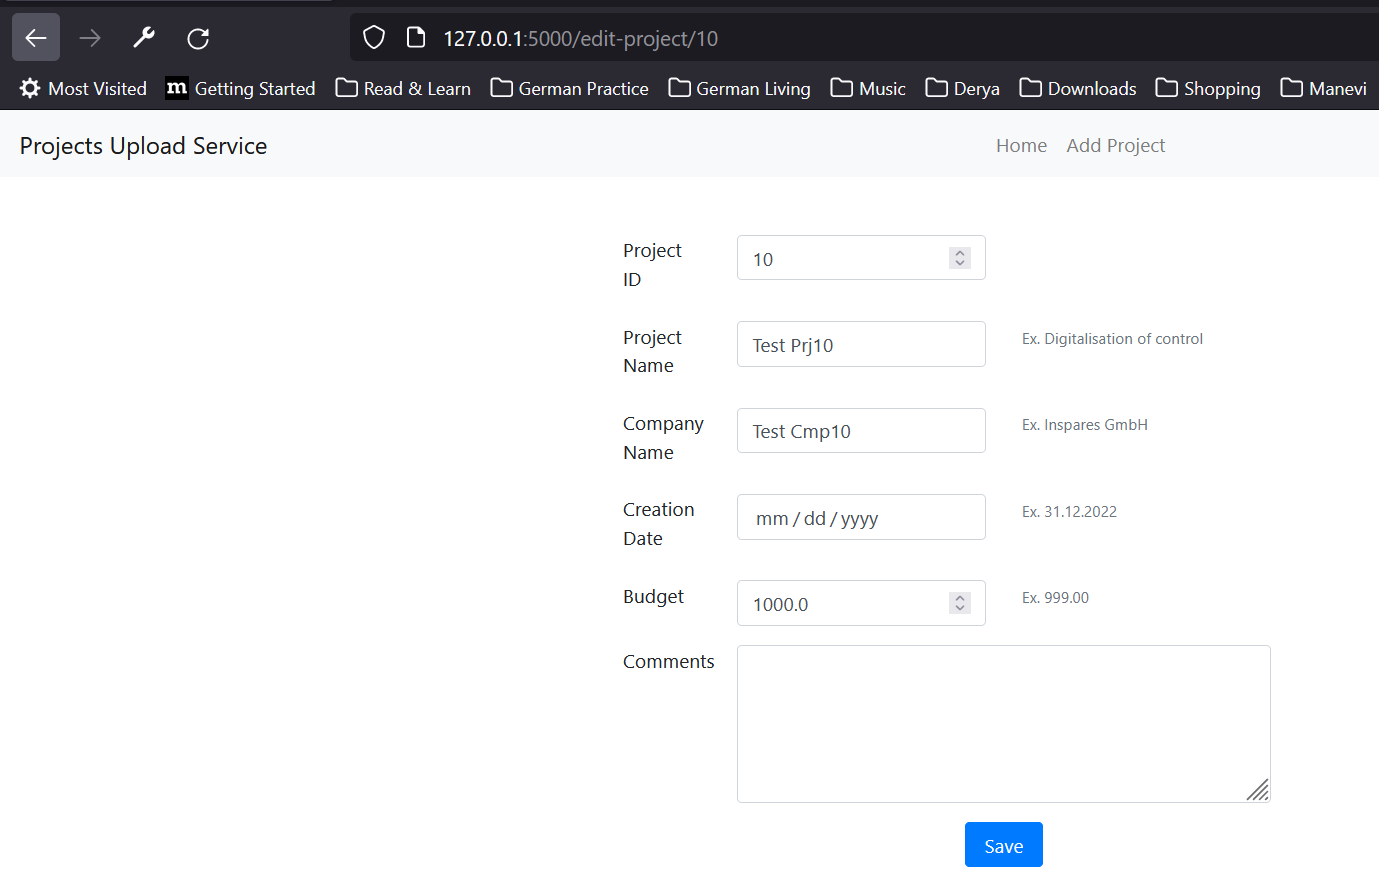 127.0.0.1:5000/edit-project/10
Most Visited m Getting Started Read & Learn German Practice German Living Music Derya Downloads Shopping Manevi
Projects Upload Service Home Add Project
Project ID
10
Project Name
Test Prj10
Ex. Digitalisation of control
Company Name
Test Cmp10
Ex. Inspares GmbH
Creation Date
mm / dd / yyyy
Ex. 31.12.2022
Budget
1000.0
Ex. 999.00
Comments
Save